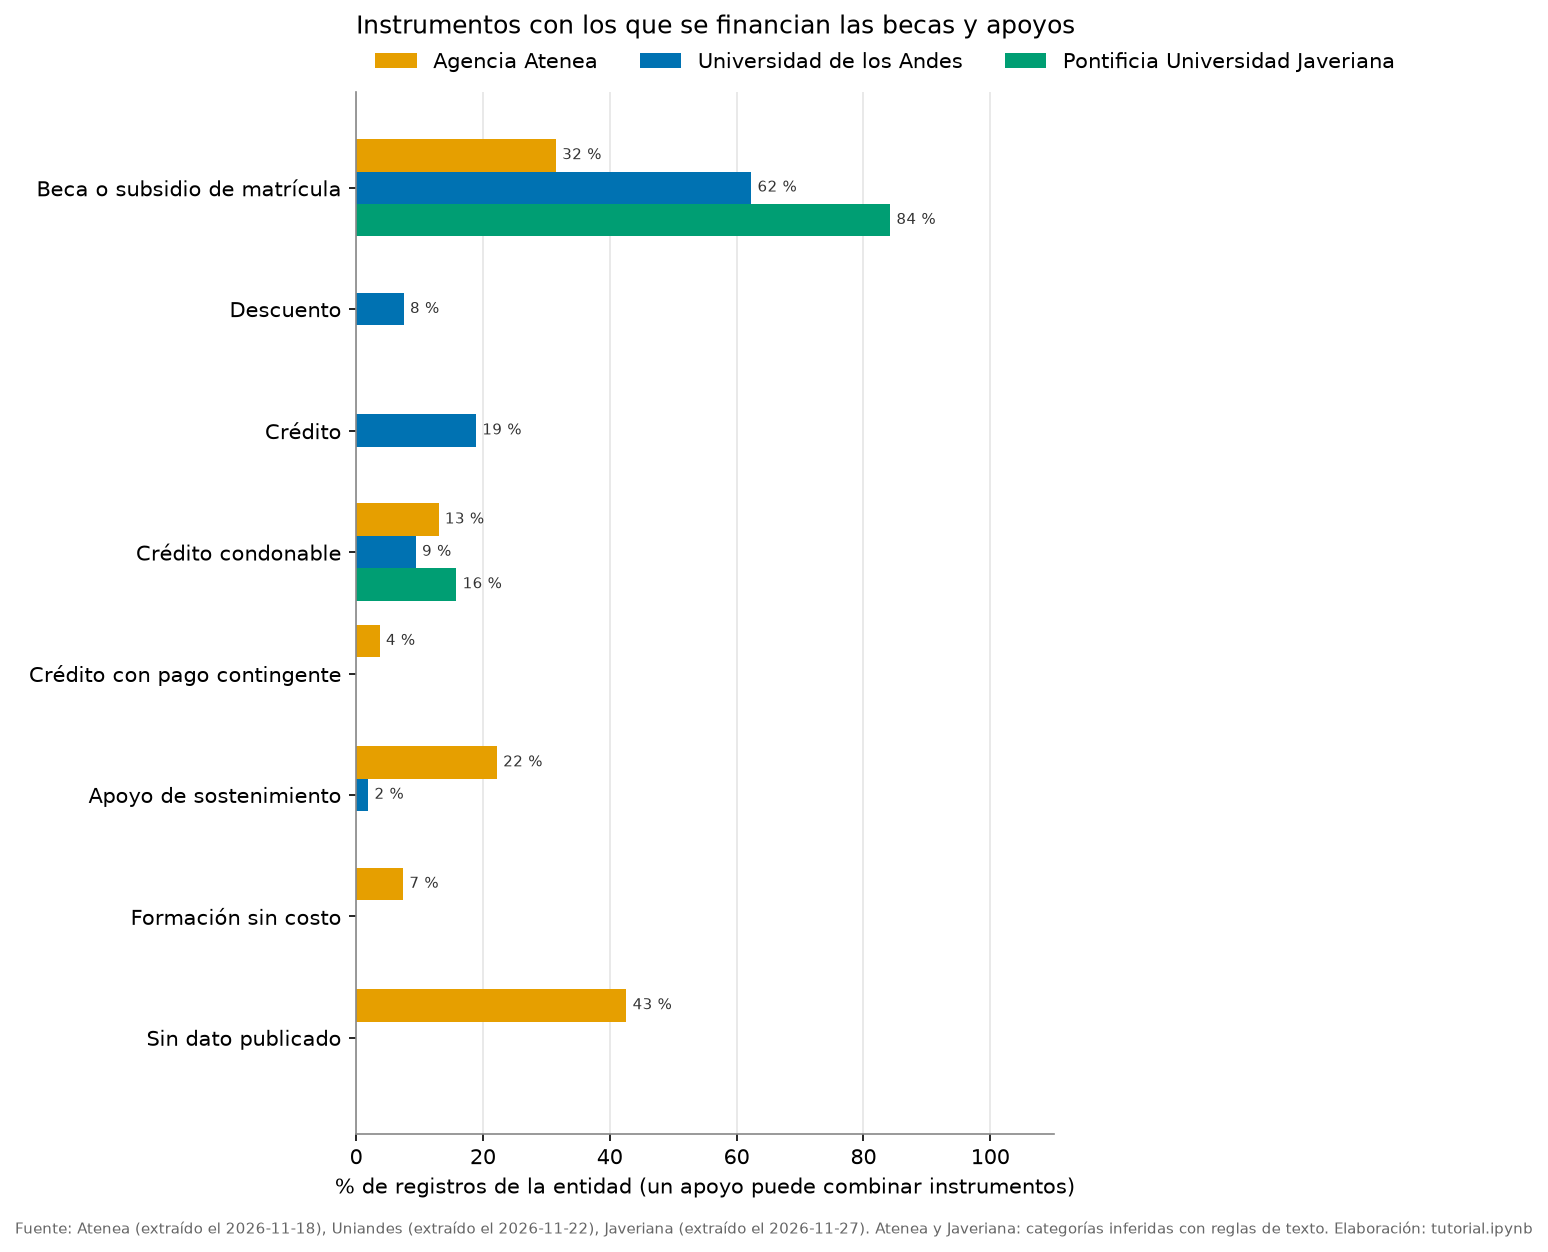 Instrumentos con los que se financian las becas y apoyos
Agencia Atenea Universidad de los Andes Pontificia Universidad Javeriana
32 %
Beca o subsidio de matrícula 62 %
84 %
Descuento 8 %
Crédito 19 %
13 %
Crédito condonable 9 %
16 %
4 %
Crédito con pago contingente
22 %
Apoyo de sostenimiento 2 %
7 %
Formación sin costo
43 %
Sin dato publicado
0 20 40 60 80 100
% de registros de la entidad (un apoyo puede combinar instrumentos)
Fuente: Atenea (extraído el 2026-11-18), Uniandes (extraído el 2026-11-22), Javeriana (extraído el 2026-11-27). Atenea y Javeriana: categorías inferidas con reglas de texto. Elaboración: tutorial.ipynb